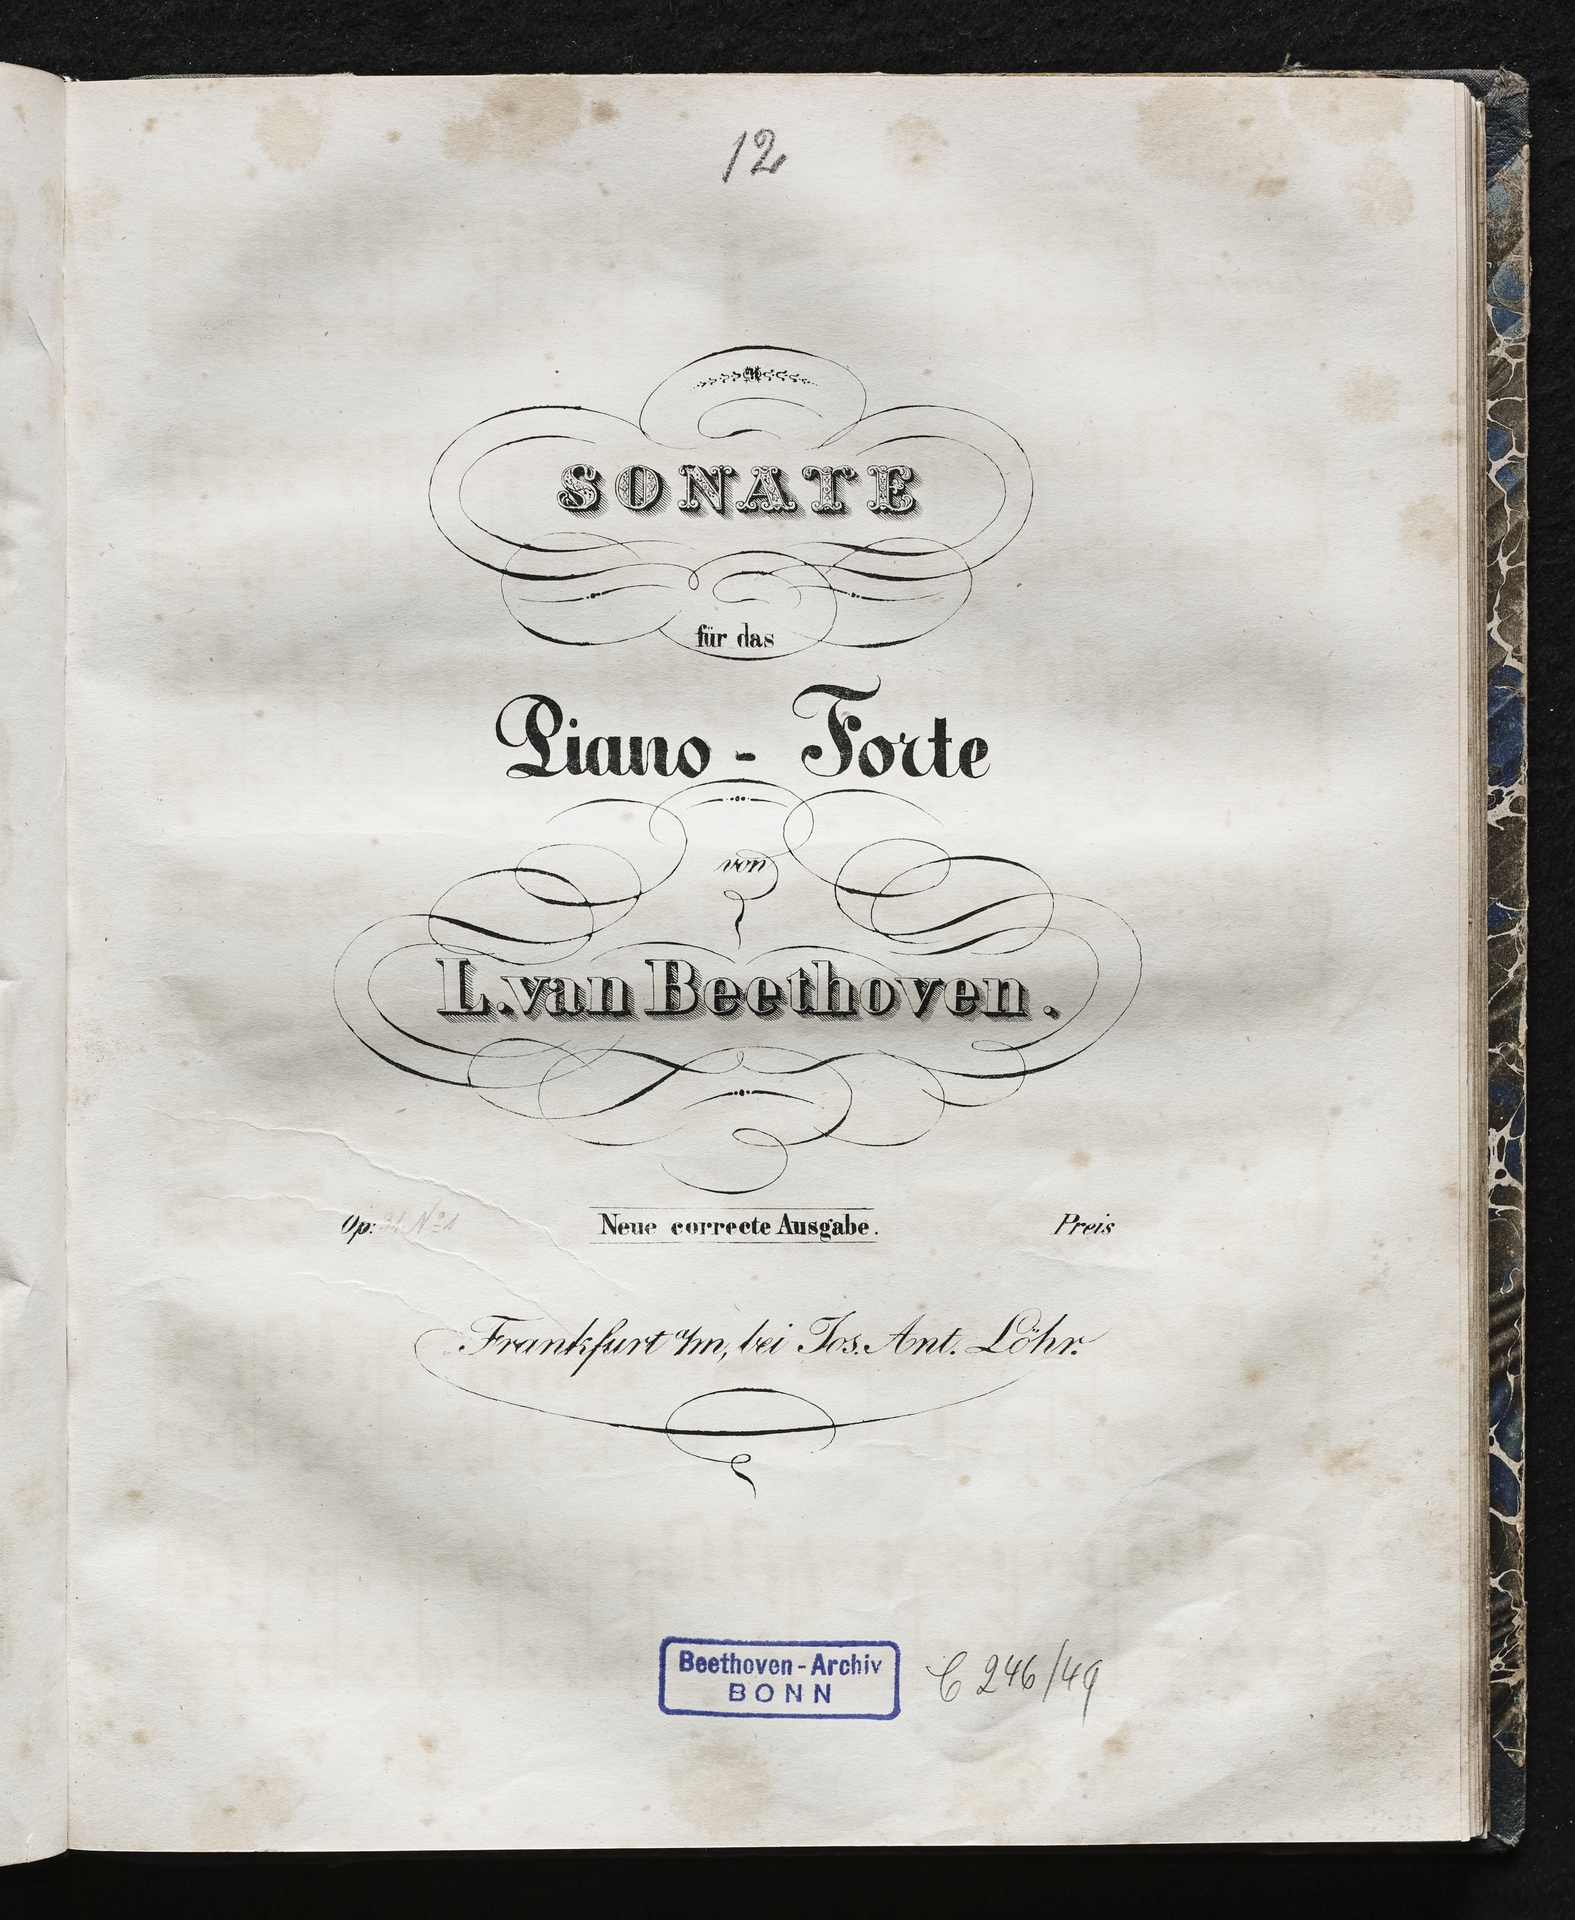 12
SONATE
für das
Piano - Forte
von
L. van Beethoven.
Op: 31 No 1 Neue correcte Ausgabe. Preis
Frankfurt a/m, bei Jos. Ant. Löhr.
Beethoven-Archiv
BONN
C 246/49